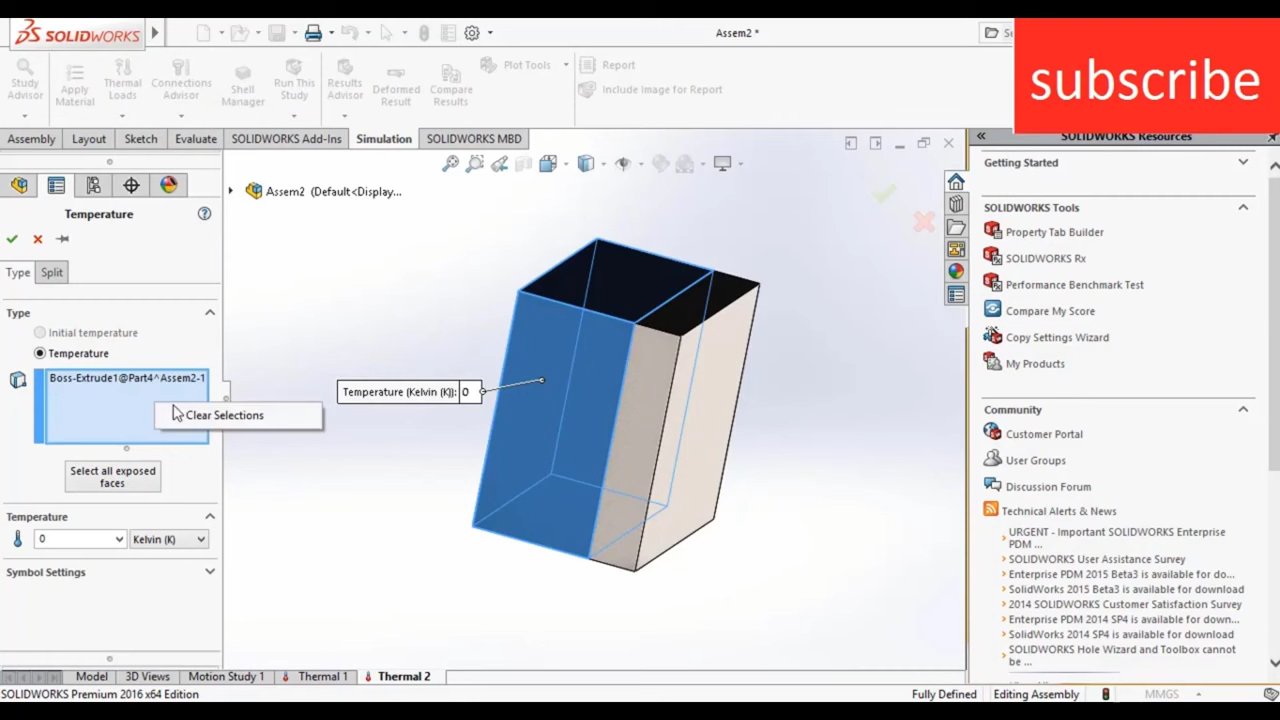 SOLIDWORKS
Assem2 *
subscribe
Study Advisor
Apply Material
Thermal Loads
Connections Advisor
Shell Manager
Run This Study
Results Advisor
Deformed Result
Compare Results
Plot Tools
Report
Include Image for Report
Assembly
Layout
Sketch
Evaluate
SOLIDWORKS Add-Ins
Simulation
SOLIDWORKS MBD
Temperature
Type
Split
Type
Initial temperature
Temperature
Boss-Extrude1@Part4^Assem2-1
Clear Selections
Select all exposed
faces
Temperature
0
Kelvin (K)
Symbol Settings
Assem2 (Default<Display...
Temperature (Kelvin (K)): 0
SOLIDWORKS Resources
Getting Started
SOLIDWORKS Tools
Property Tab Builder
SOLIDWORKS Rx
Performance Benchmark Test
Compare My Score
Copy Settings Wizard
My Products
Community
Customer Portal
User Groups
Discussion Forum
Technical Alerts & News
URGENT - Important SOLIDWORKS Enterprise
PDM ...
SOLIDWORKS User Assistance Survey
Enterprise PDM 2015 Beta3 is available for do...
SolidWorks 2015 Beta3 is available for download
2014 SOLIDWORKS Customer Satisfaction Survey
Enterprise PDM 2014 SP4 is available for down...
SolidWorks 2014 SP4 is available for download
SOLIDWORKS Hole Wizard and Toolbox cannot
be ...
Model
3D Views
Motion Study 1
Thermal 1
Thermal 2
SOLIDWORKS Premium 2016 x64 Edition
Fully Defined
Editing Assembly
MMGS